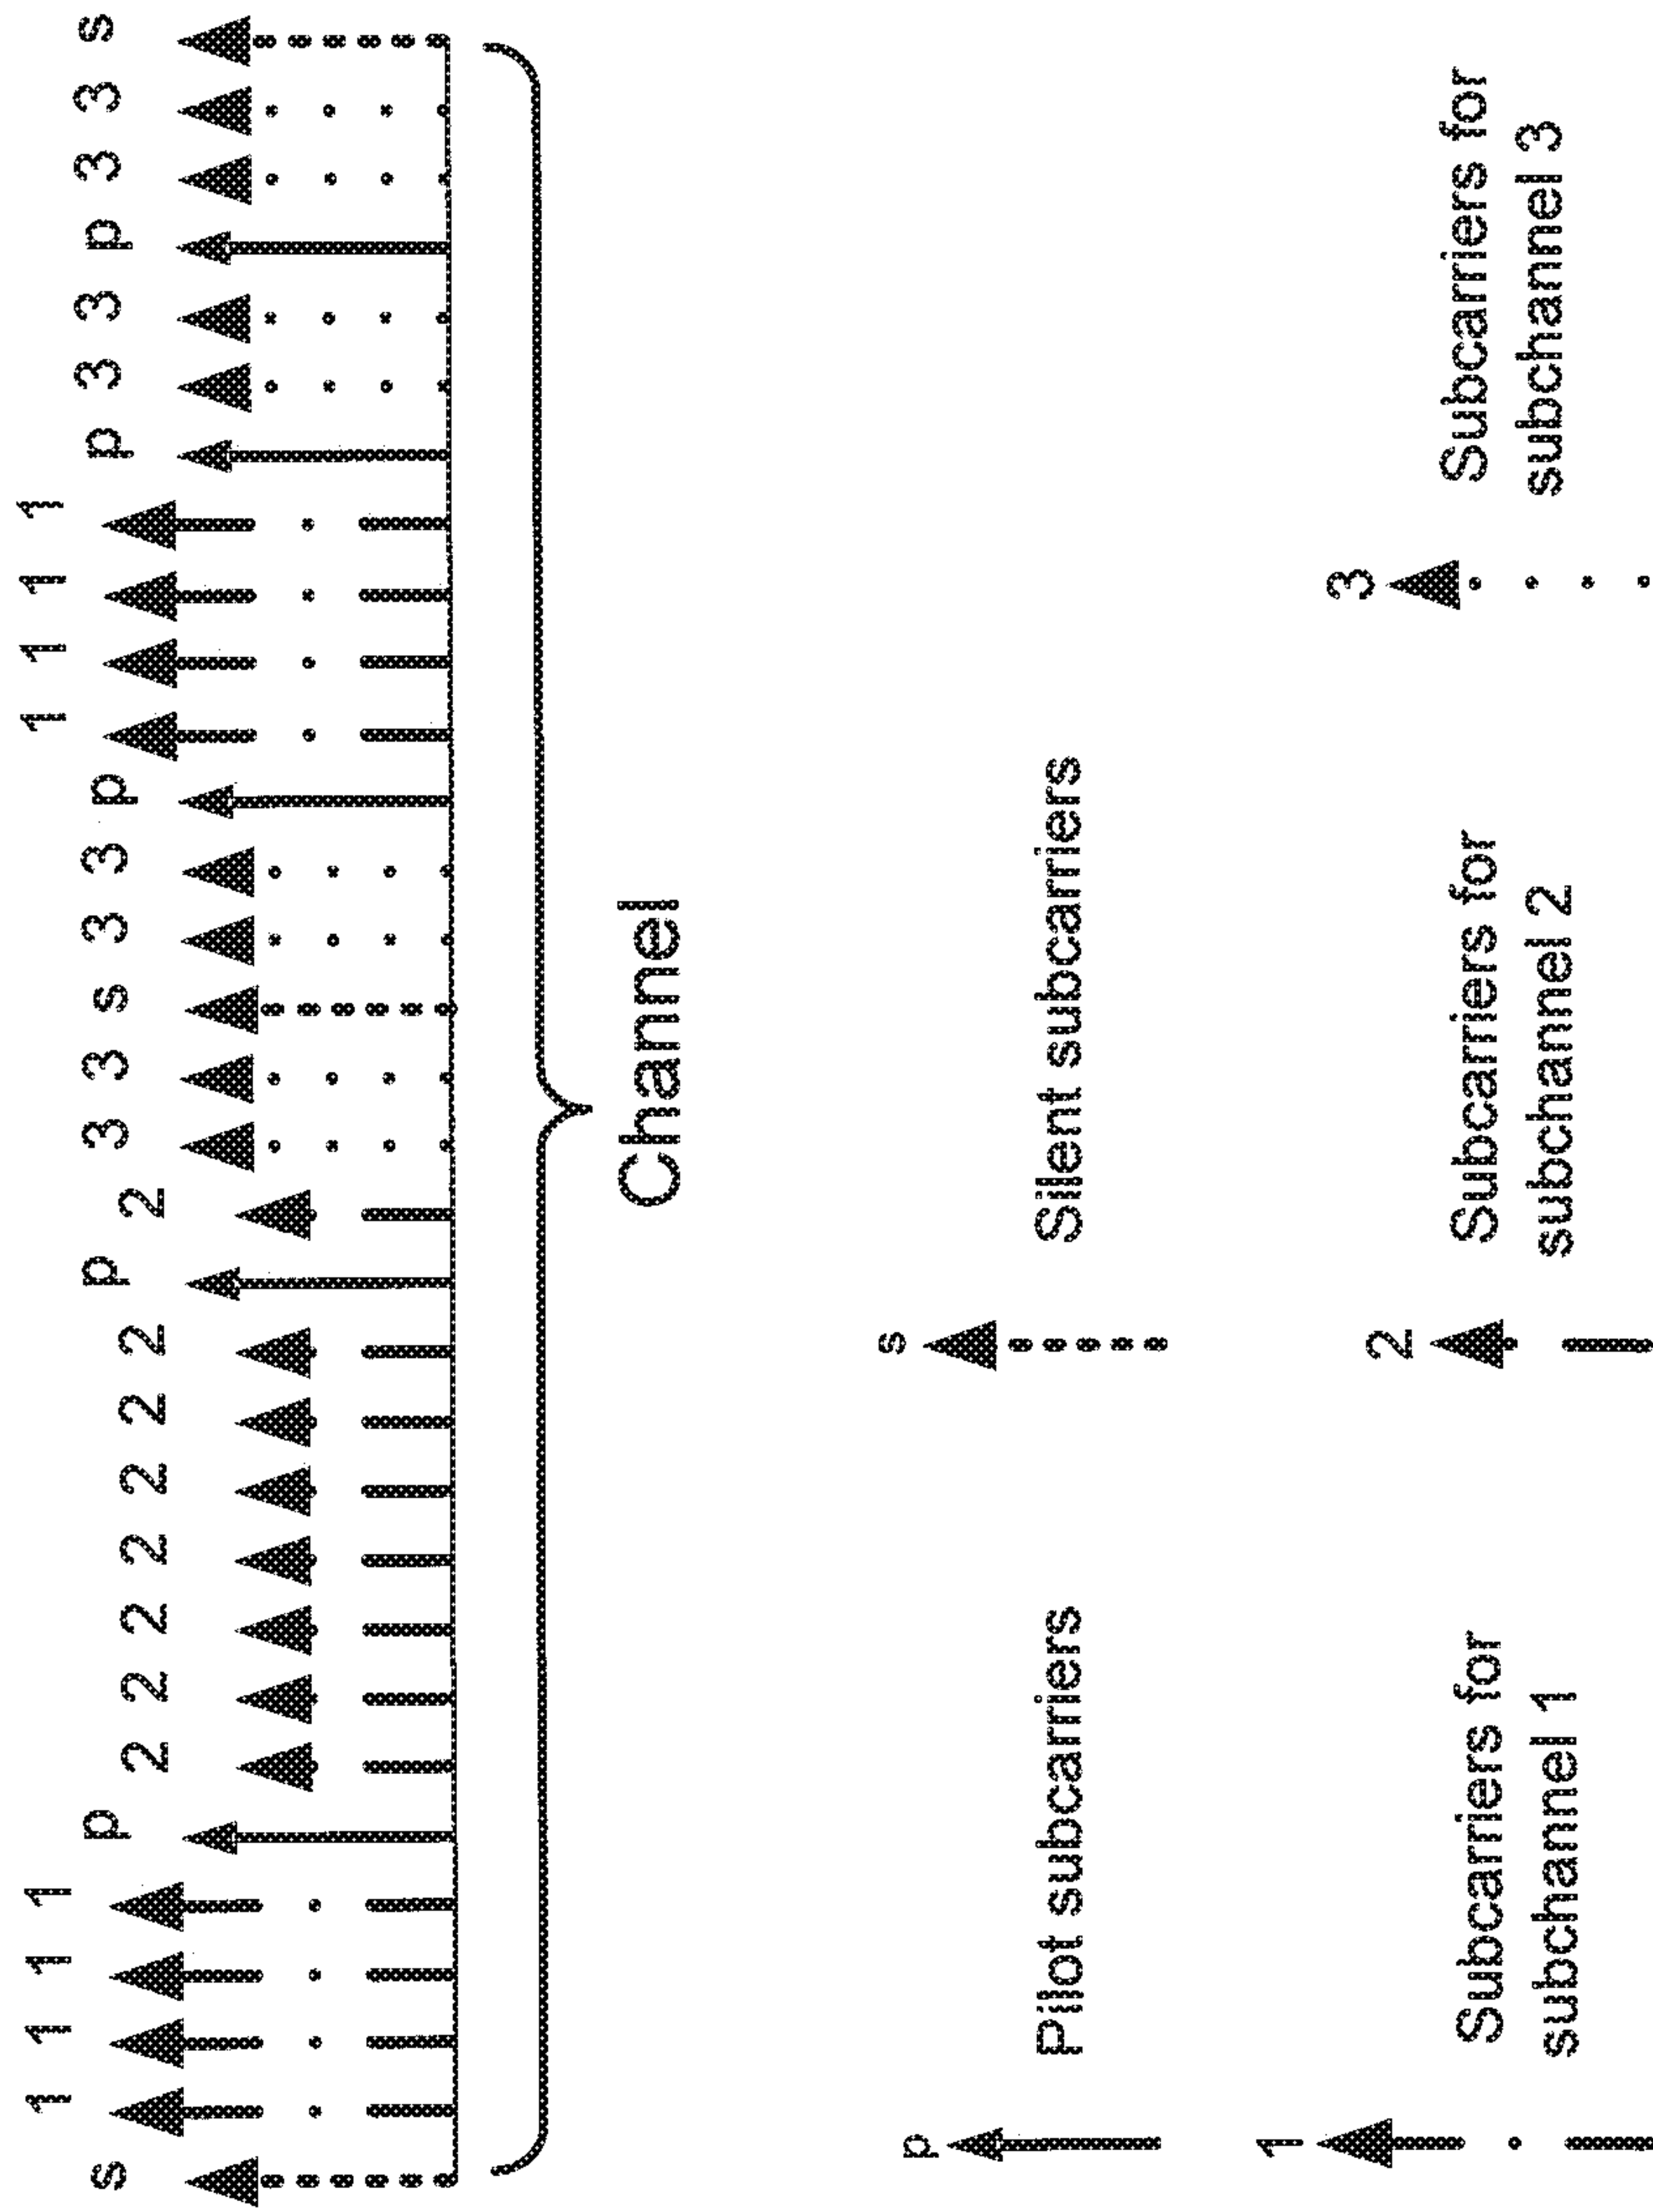 s 1 1 1 1 p 2 2 2 2 2 2 2 p 2 3 3 s 3 3 p 1 1 1 1 p 3 3 p 3 3 s
Channel
p
Pilot subcarriers
s
Silent subcarriers
1
Subcarriers for
subchannel 1
2
Subcarriers for
subchannel 2
3
Subcarriers for
subchannel 3